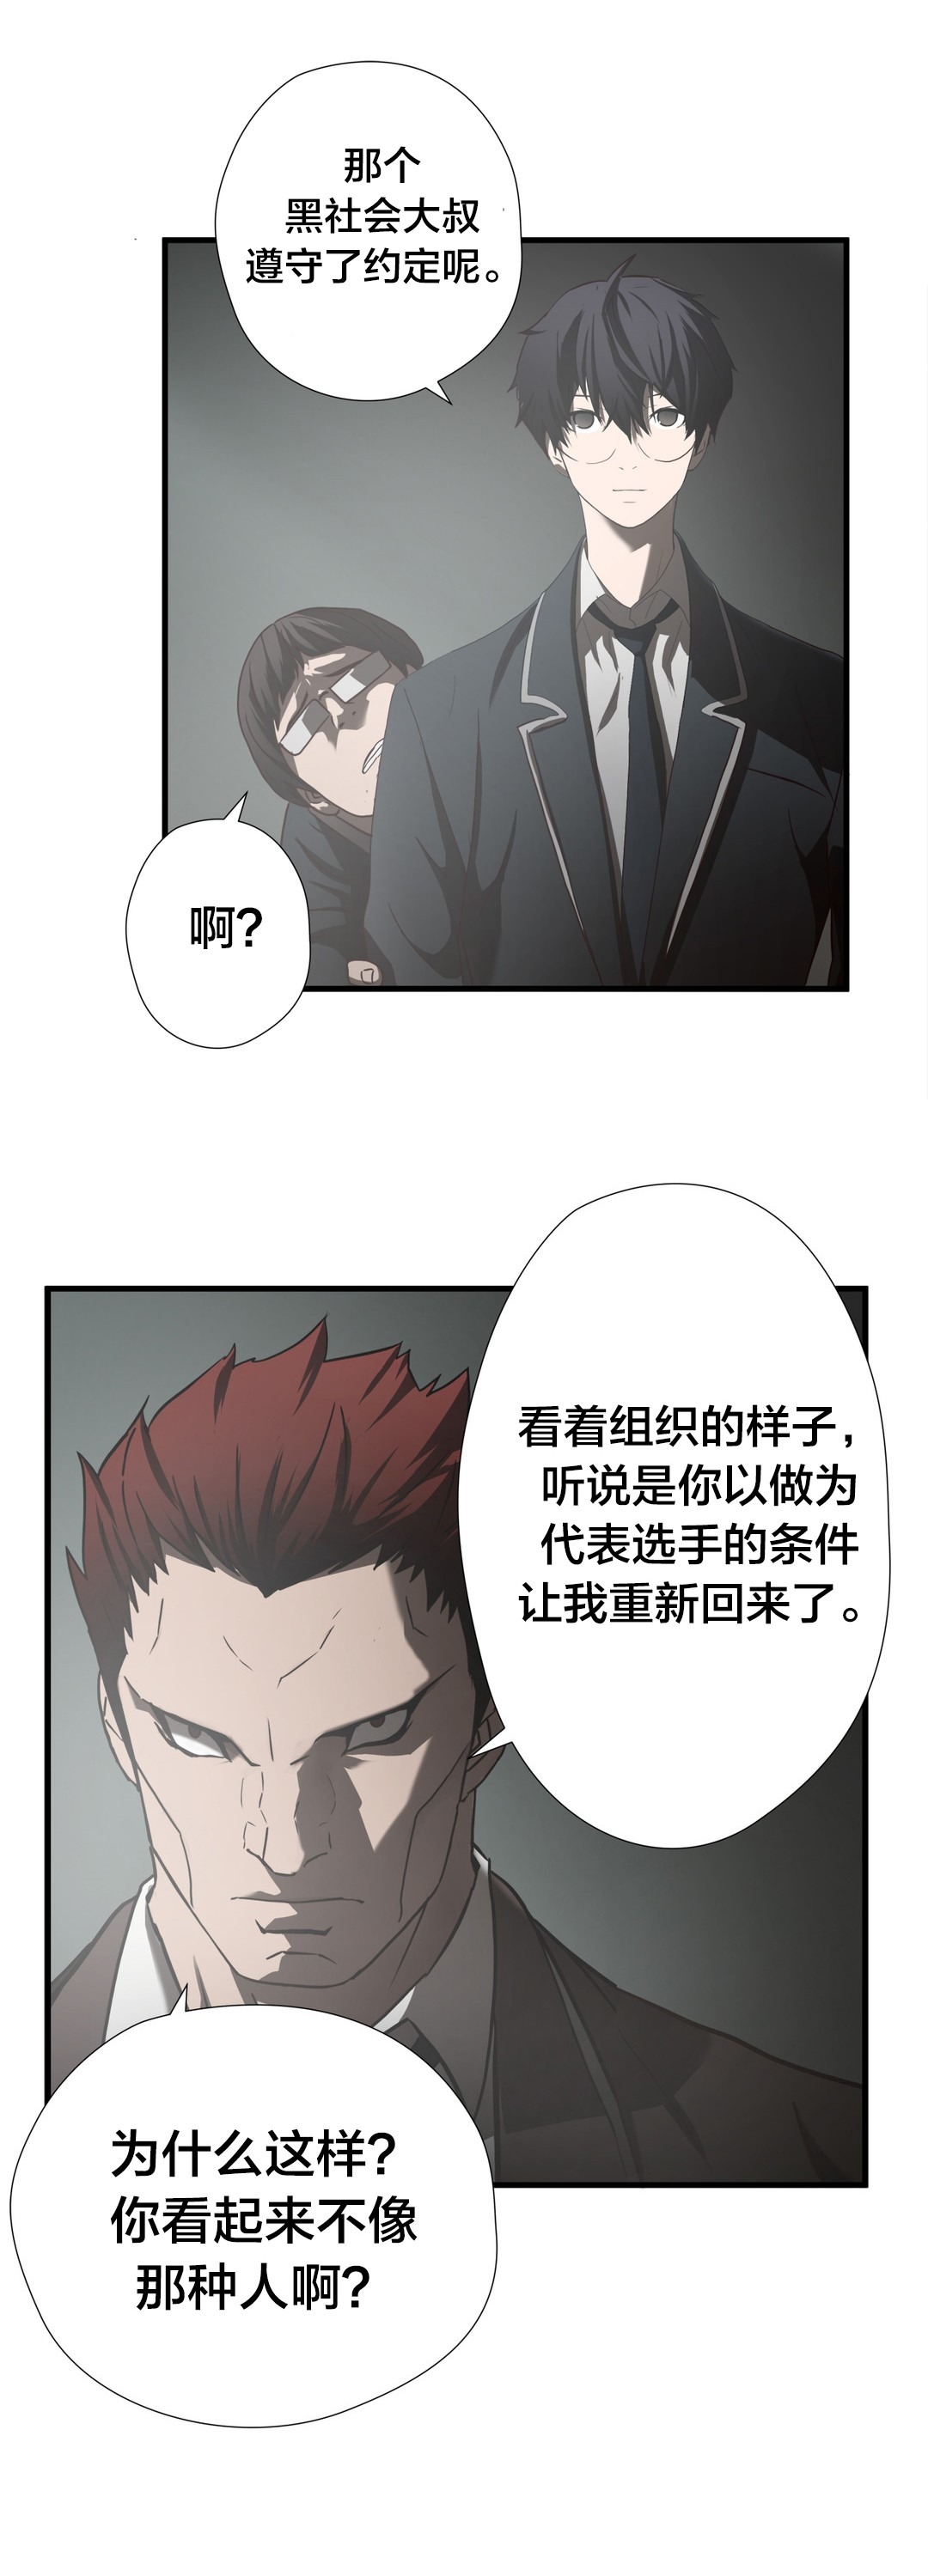 那个
黑社会大叔
遵守了约定呢。
啊?
看着组织的样子，
听说是你以做为
代表选手的条件
让我重新回来了。
为什么这样?
你看起来不像
那种人啊?